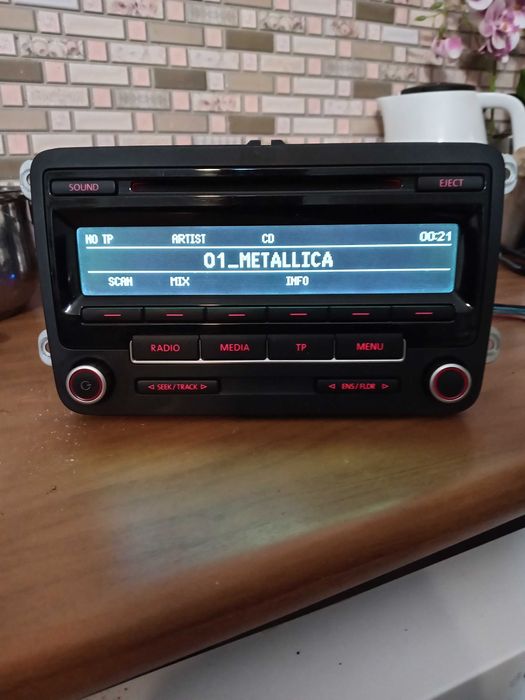 SOUND EJECT
NO TP ARTIST CD 00:21
01_METALLICA
SCAN MIX INFO
RADIO MEDIA TP MENU
◁ SEEK / TRACK ▷ ◁ ENS / FLDR ▷